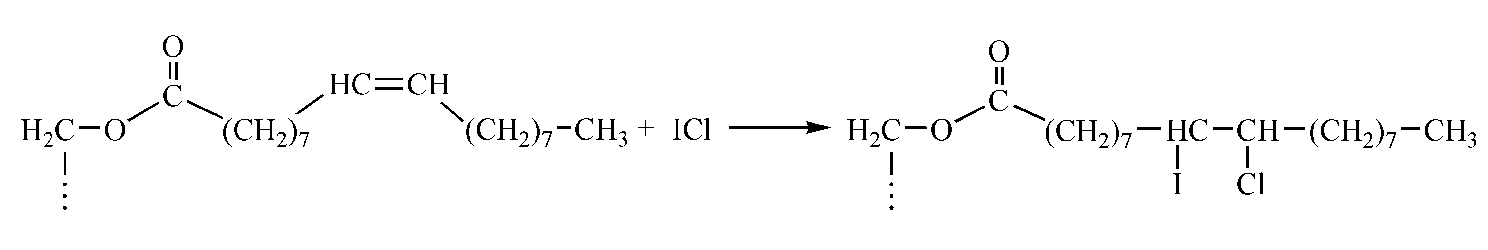 O O
HC=CH
C C
H₂C–O (CH₂)₇ (CH₂)₇–CH₃ + ICl ⟶ H₂C–O (CH₂)₇–HC–CH–(CH₂)₇–CH₃
I Cl